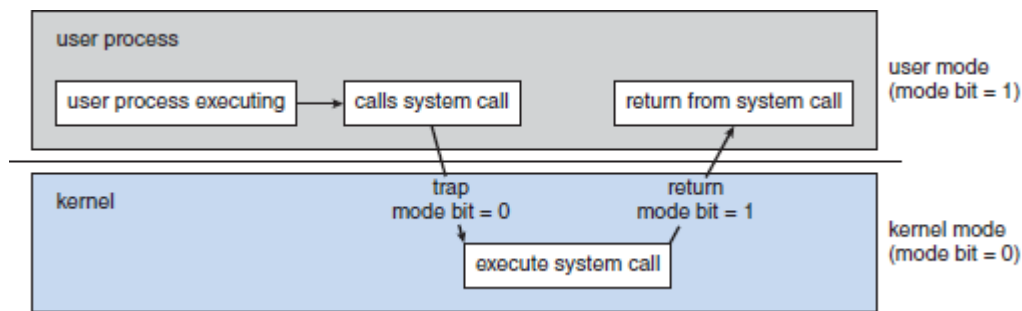 user process
user process executing
calls system call
return from system call
user mode
(mode bit = 1)
trap
mode bit = 0
return
mode bit = 1
kernel
execute system call
kernel mode
(mode bit = 0)